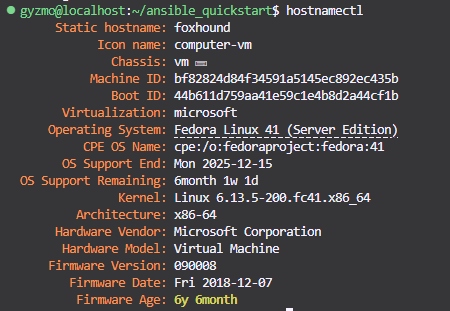 gyzmo@localhost:~/ansible_quickstart$ hostnamectl
Static hostname: foxhound
Icon name: computer-vm
Chassis: vm
Machine ID: bf82824d84f34591a5145ec892ec435b
Boot ID: 44b611d759aa41e59c1e4b8d2a44cf1b
Virtualization: microsoft
Operating System: Fedora Linux 41 (Server Edition)
CPE OS Name: cpe:/o:fedoraproject:fedora:41
OS Support End: Mon 2025-12-15
OS Support Remaining: 6month 1w 1d
Kernel: Linux 6.13.5-200.fc41.x86_64
Architecture: x86-64
Hardware Vendor: Microsoft Corporation
Hardware Model: Virtual Machine
Firmware Version: 090008
Firmware Date: Fri 2018-12-07
Firmware Age: 6y 6month